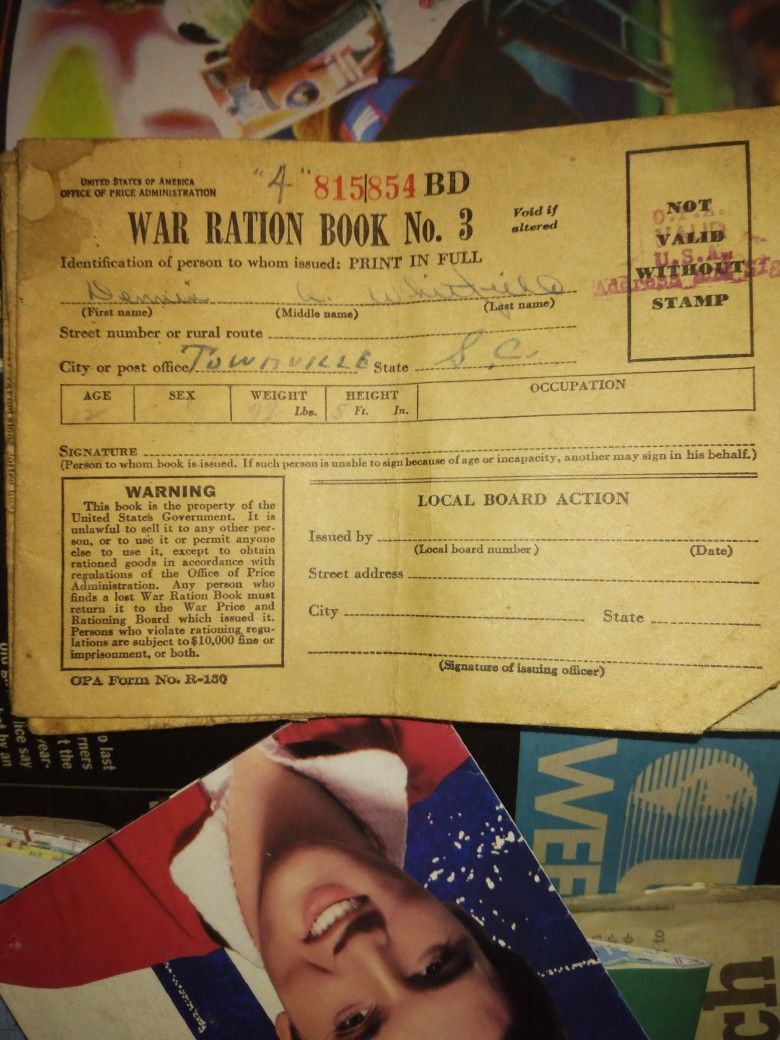 UNITED STATES OF AMERICA
OFFICE OF PRICE ADMINISTRATION
"4" 815854 BD
WAR RATION BOOK No. 3
Void if
altered
NOT
VALID
WITHOUT
STAMP
O.P.A.
VALID
U.S.A.
Identification of person to whom issued: PRINT IN FULL
Dennis Whitfield
(First name) (Middle name) (Last name)
Street number or rural route
City or post office TOWNVILLE State S.C.
AGE SEX WEIGHT Lbs. HEIGHT Ft. In. OCCUPATION
SIGNATURE
(Person to whom book is issued. If such person is unable to sign because of age or incapacity, another may sign in his behalf.)
WARNING
This book is the property of the
United States Government. It is
unlawful to sell it to any other per-
son, or to use it or permit anyone
else to use it, except to obtain
rationed goods in accordance with
regulations of the Office of Price
Administration. Any person who
finds a lost War Ration Book must
return it to the War Price and
Rationing Board which issued it.
Persons who violate rationing regu-
lations are subject to $10,000 fine or
imprisonment, or both.
OPA Form No. R-130
LOCAL BOARD ACTION
Issued by
(Local board number) (Date)
Street address
City State
(Signature of issuing officer)
WEE
ch